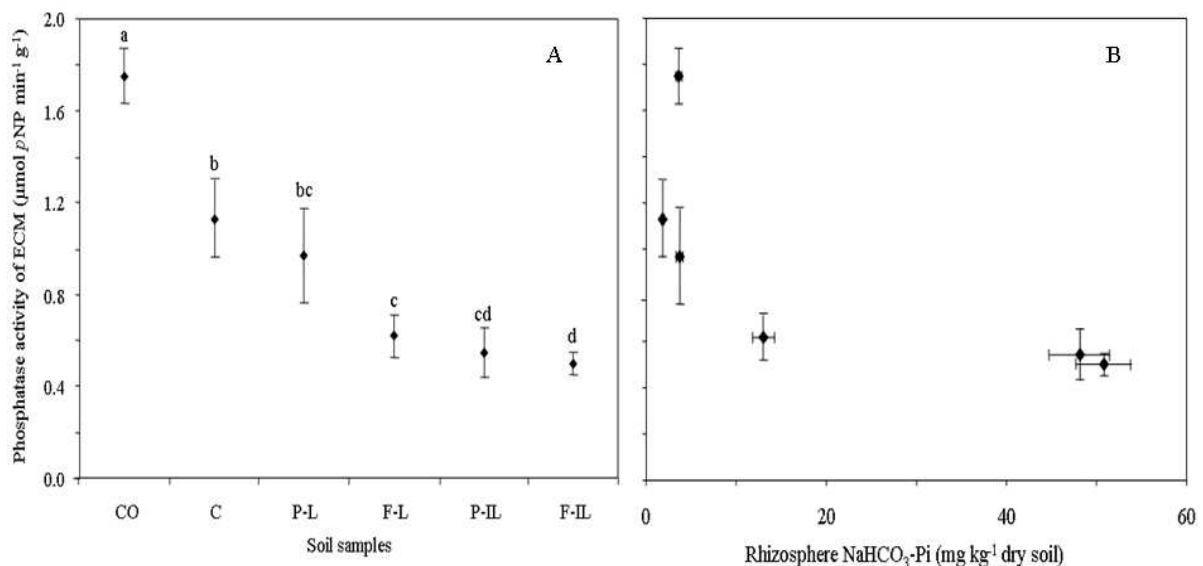 Phosphatase activity of ECM (µmol pNP min⁻¹ g⁻¹)
2.0
1.6
1.2
0.8
0.4
0.0
A
a
b
bc
c
cd
d
CO C P-L F-L P-IL F-IL
Soil samples
B
0 20 40 60
Rhizosphere NaHCO₃-Pi (mg kg⁻¹ dry soil)